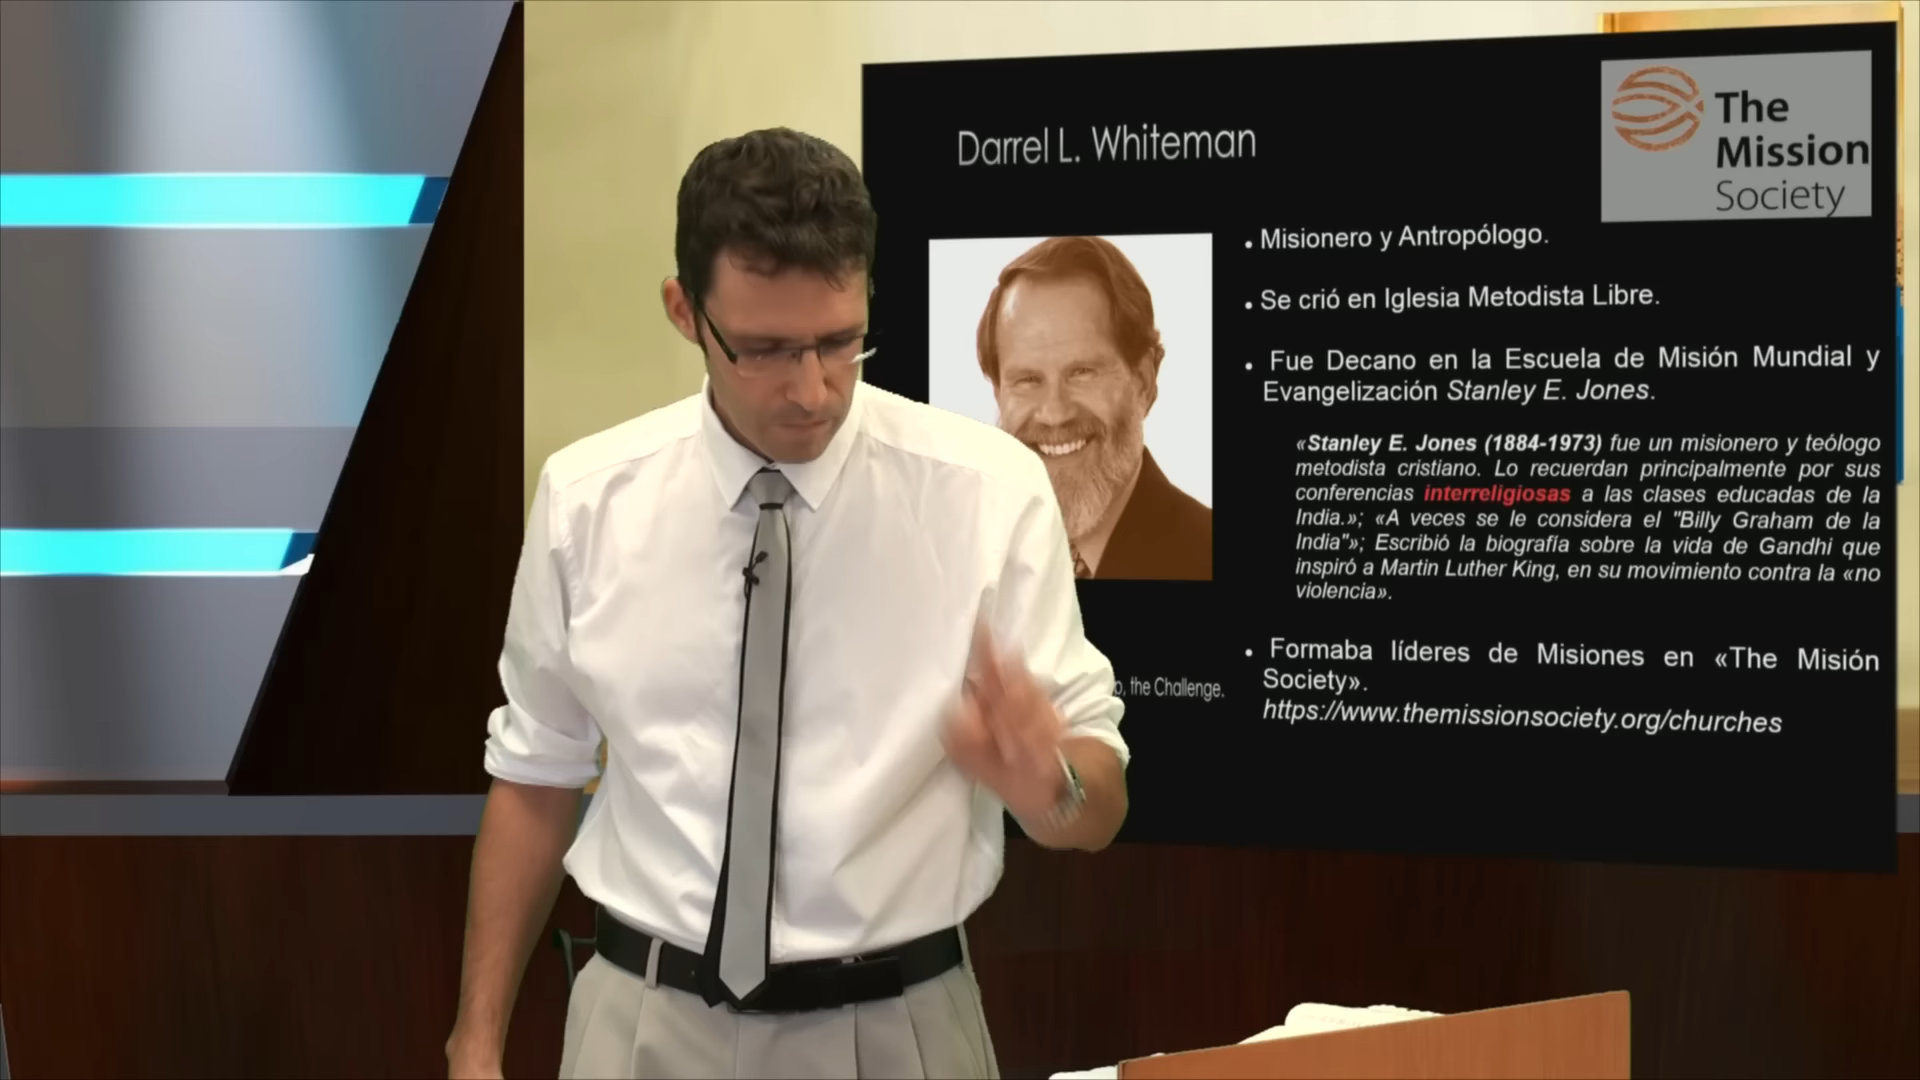 Darrel L. Whiteman
The
Mission
Society
• Misionero y Antropólogo.
• Se crió en Iglesia Metodista Libre.
• Fue Decano en la Escuela de Misión Mundial y
Evangelización Stanley E. Jones.
«Stanley E. Jones (1884-1973) fue un misionero y teólogo
metodista cristiano. Lo recuerdan principalmente por sus
conferencias interreligiosas a las clases educadas de la
India.»; «A veces se le considera el "Billy Graham de la
India"»; Escribió la biografía sobre la vida de Gandhi que
inspiró a Martin Luther King, en su movimiento contra la «no
violencia».
• Formaba líderes de Misiones en «The Misión
Society».
https://www.themissionsociety.org/churches
, the Challenge.